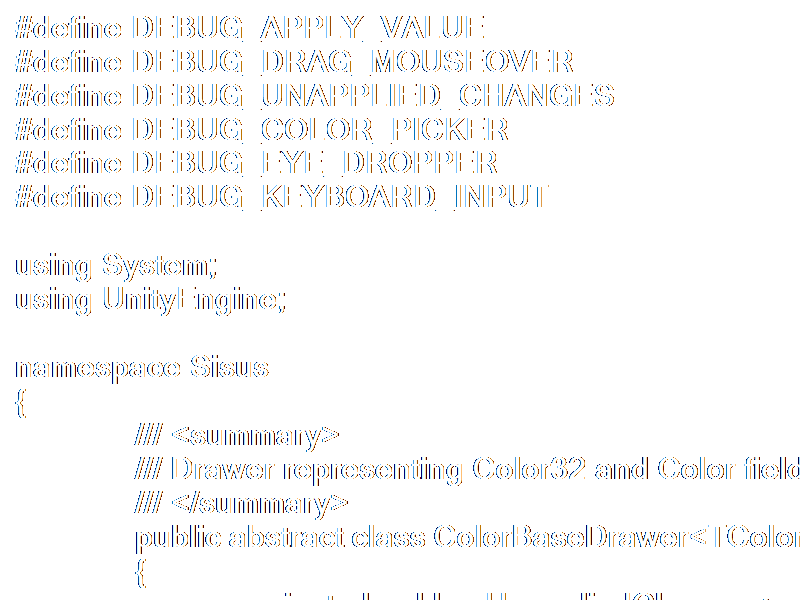 #define DEBUG_APPLY_VALUE
#define DEBUG_DRAG_MOUSEOVER
#define DEBUG_UNAPPLIED_CHANGES
#define DEBUG_COLOR_PICKER
#define DEBUG_EYE_DROPPER
#define DEBUG_KEYBOARD_INPUT
using System;
using UnityEngine;
namespace Sisus
{
/// <summary>
/// Drawer representing Color32 and Color field
/// </summary>
public abstract class ColorBaseDrawer<TColor
{